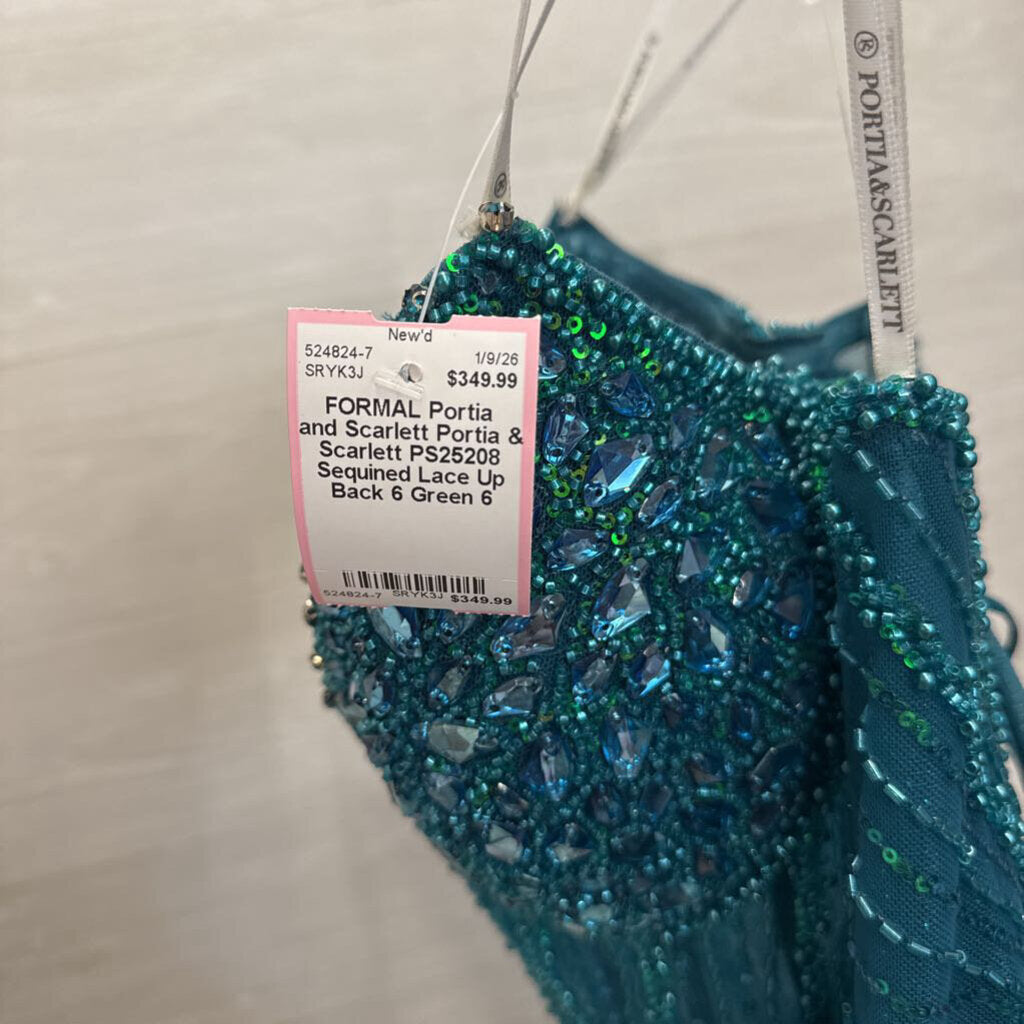 New'd
524824-7 1/9/26
SRYK3J $349.99
FORMAL Portia
and Scarlett Portia &
Scarlett PS25208
Sequined Lace Up
Back 6 Green 6
524824-7 SRYK3J $349.99
PORTIA&SCARLETT